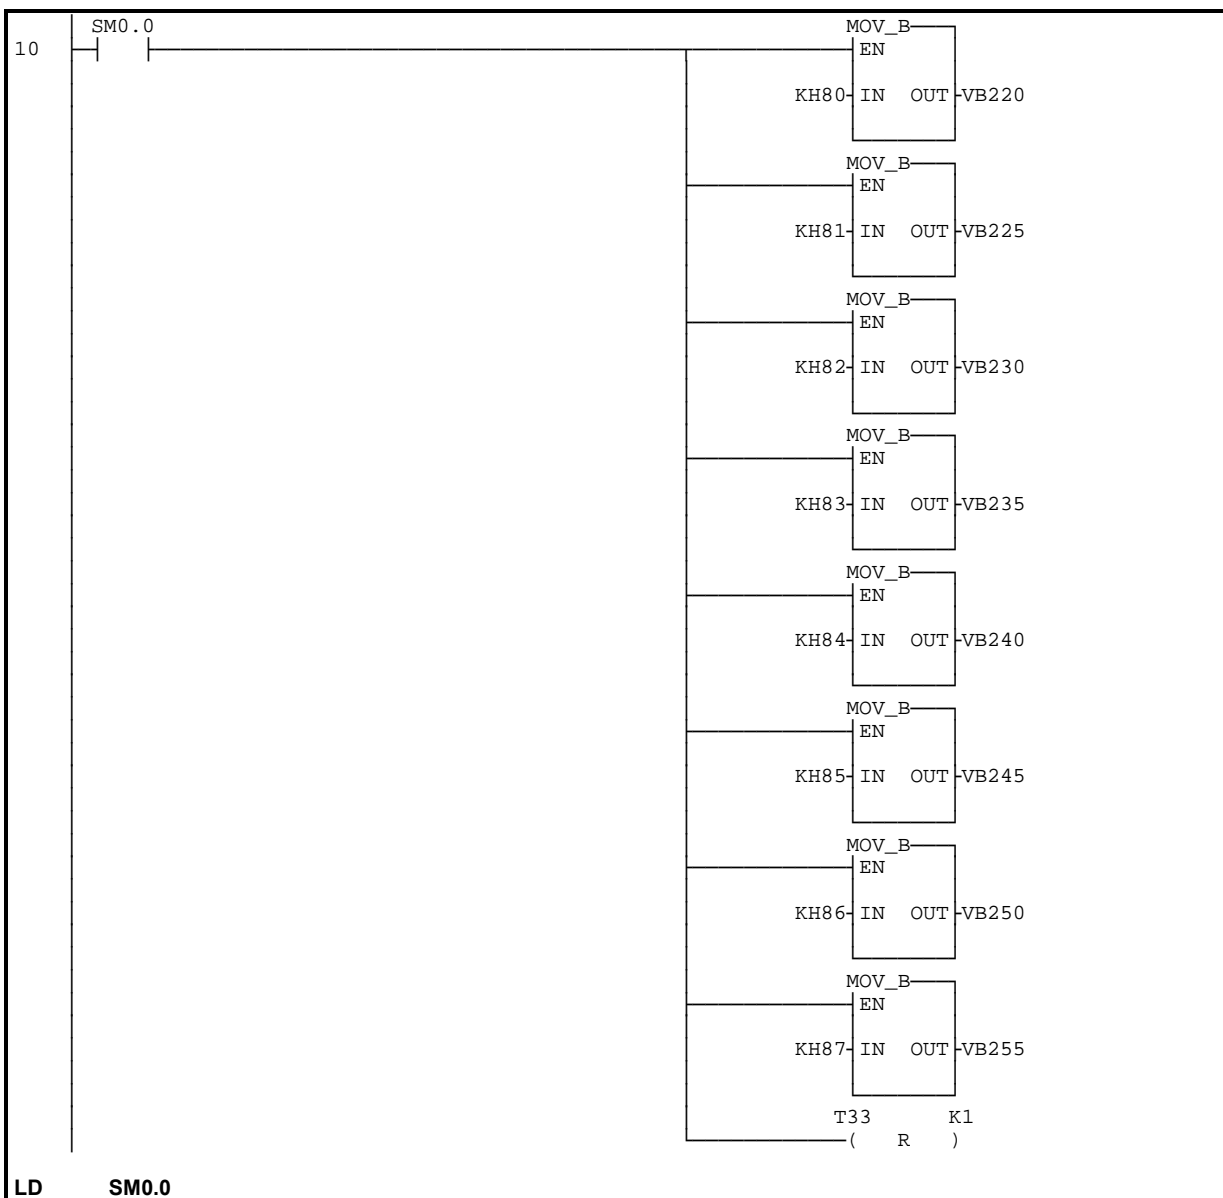 SM0.0 MOV_B
10 EN
KH80 IN OUT VB220
MOV_B
EN
KH81 IN OUT VB225
MOV_B
EN
KH82 IN OUT VB230
MOV_B
EN
KH83 IN OUT VB235
MOV_B
EN
KH84 IN OUT VB240
MOV_B
EN
KH85 IN OUT VB245
MOV_B
EN
KH86 IN OUT VB250
MOV_B
EN
KH87 IN OUT VB255
T33 K1
( R )
LD SM0.0